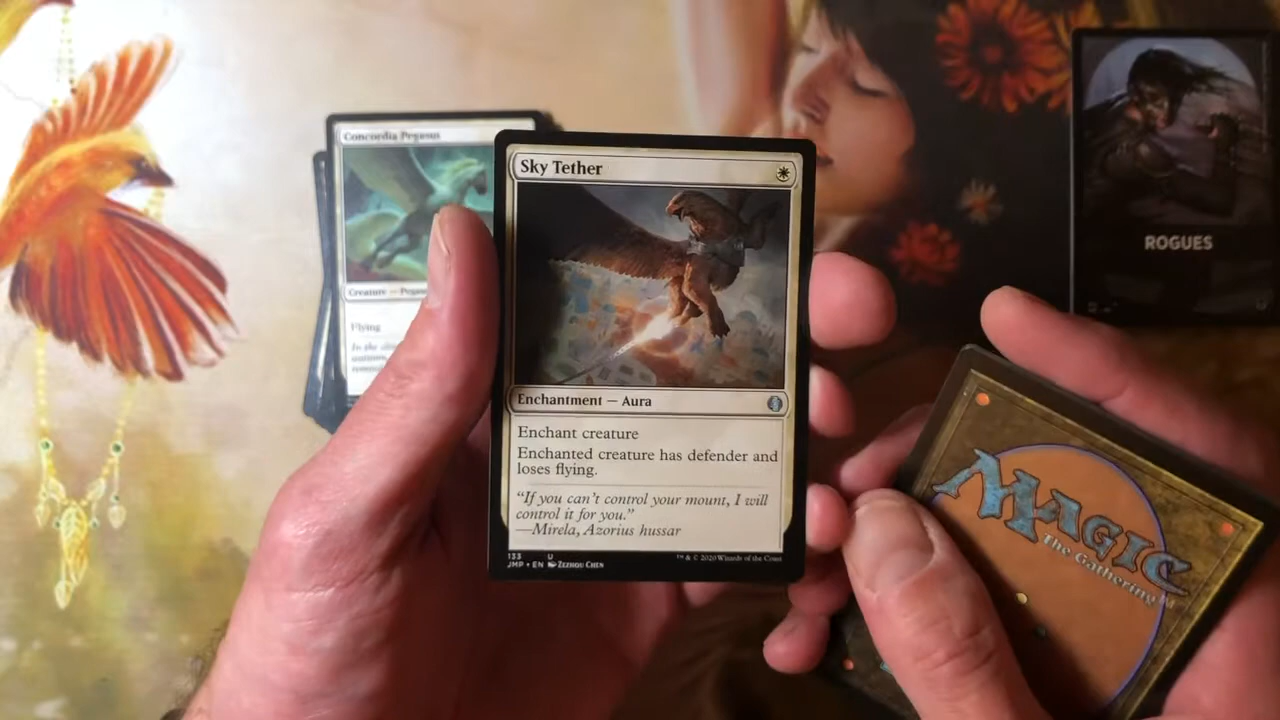 Concordia Pegasus
Sky Tether
ROGUES
Creature — Pegas
Flying
Enchantment — Aura
Enchant creature
Enchanted creature has defender and
loses flying.
"If you can't control your mount, I will
control it for you."
—Mirela, Azorius hussar
133 U
JMP • EN ZEZHOU CHEN
™ & © 2020 Wizards of the Coast
MAGIC
The Gathering